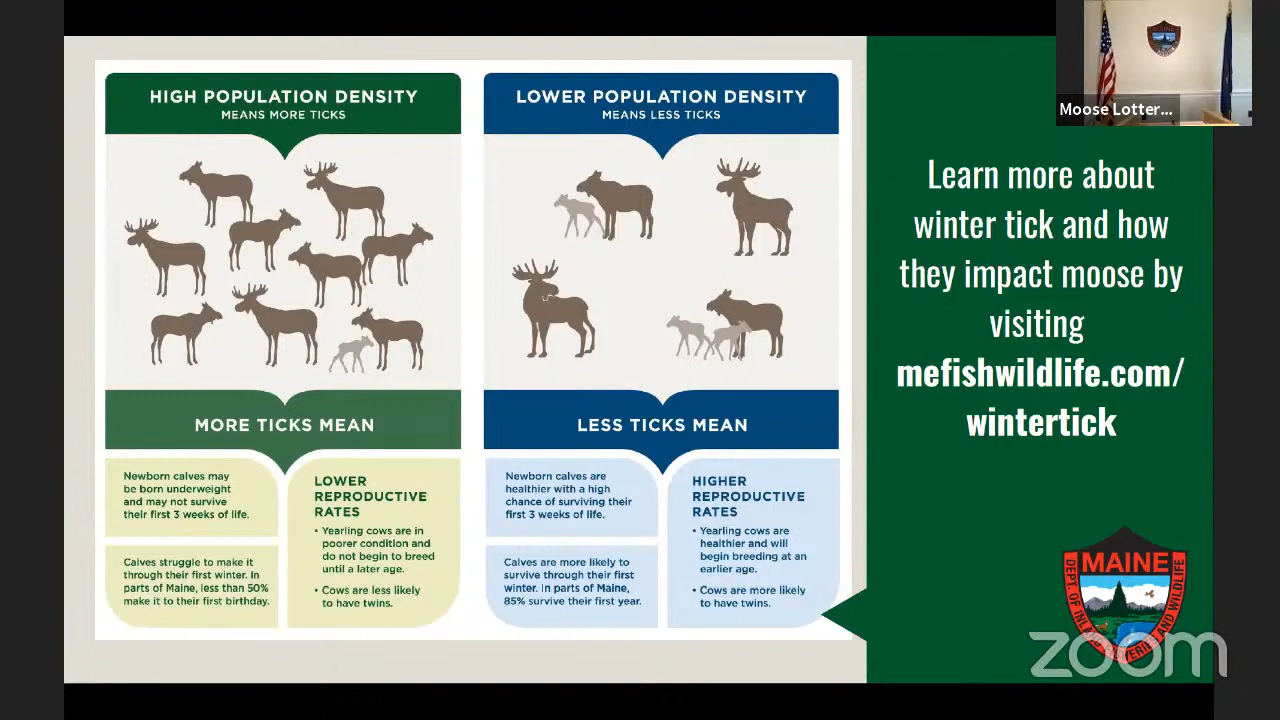 HIGH POPULATION DENSITY
MEANS MORE TICKS
MORE TICKS MEAN
Newborn calves may
be born underweight
and may not survive
their first 3 weeks of life.
Calves struggle to make it
through their first winter. In
parts of Maine, less than 50%
make it to their first birthday.
LOWER
REPRODUCTIVE
RATES
• Yearling cows are in
poorer condition and
do not begin to breed
until a later age.
• Cows are less likely
to have twins.
LOWER POPULATION DENSITY
MEANS LESS TICKS
LESS TICKS MEAN
Newborn calves are
healthier with a high
chance of surviving their
first 3 weeks of life.
Calves are more likely to
survive through their first
winter. In parts of Maine,
85% survive their first year.
HIGHER
REPRODUCTIVE
RATES
• Yearling cows are
healthier and will
begin breeding at an
earlier age.
• Cows are more likely
to have twins.
Moose Lotter...
Learn more about
winter tick and how
they impact moose by
visiting
mefishwildlife.com/
wintertick
MAINE
DEPT. OF INLAND FISHERIES AND WILDLIFE
zoom